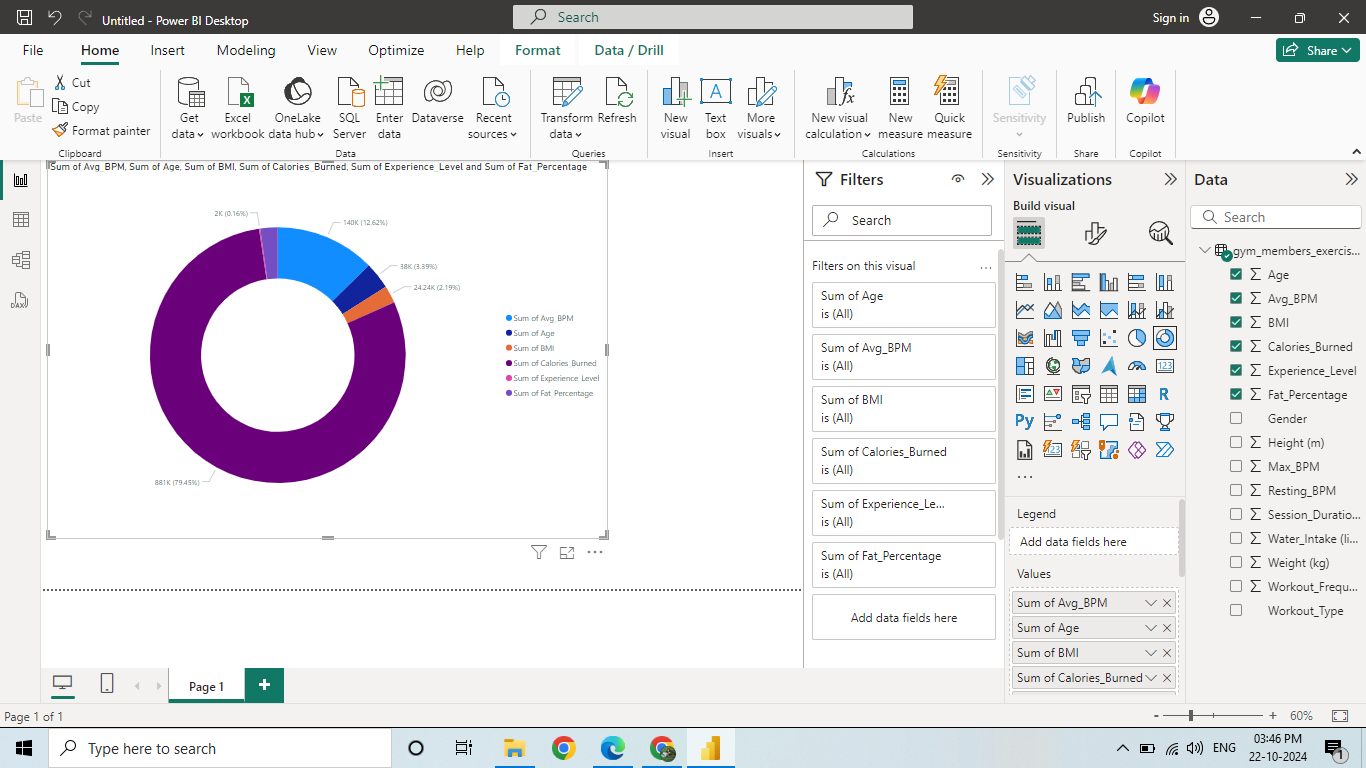 Untitled - Power BI Desktop
Search
Sign in
File Home Insert Modeling View Optimize Help Format Data / Drill
Share
Paste
Cut
Copy
Format painter
Clipboard
Get data
Excel workbook
OneLake data hub
SQL Server
Enter data
Dataverse
Recent sources
Data
Transform data
Refresh
Queries
New visual
Text box
More visuals
Insert
New visual calculation
New measure
Quick measure
Calculations
Sensitivity
Sensitivity
Publish
Share
Copilot
Copilot
Sum of Avg_BPM, Sum of Age, Sum of BMI, Sum of Calories_Burned, Sum of Experience_Level and Sum of Fat_Percentage
2K (0.16%)
140K (12.62%)
38K (3.39%)
24.24K (2.19%)
881K (79.45%)
Sum of Avg_BPM
Sum of Age
Sum of BMI
Sum of Calories_Burned
Sum of Experience_Level
Sum of Fat_Percentage
Filters
Search
Filters on this visual
...
Sum of Age
is (All)
Sum of Avg_BPM
is (All)
Sum of BMI
is (All)
Sum of Calories_Burned
is (All)
Sum of Experience_Le...
is (All)
Sum of Fat_Percentage
is (All)
Add data fields here
Visualizations
Build visual
123
R
Py
123
...
Legend
Add data fields here
Values
Sum of Avg_BPM
Sum of Age
Sum of BMI
Sum of Calories_Burned
Data
Search
gym_members_exercis...
Age
Avg_BPM
BMI
Calories_Burned
Experience_Level
Fat_Percentage
Gender
Height (m)
Max_BPM
Resting_BPM
Session_Duratio...
Water_Intake (li...
Weight (kg)
Workout_Frequ...
Workout_Type
DAX
Page 1
+
Page 1 of 1
- + 60%
Type here to search
ENG
03:46 PM
22-10-2024
1